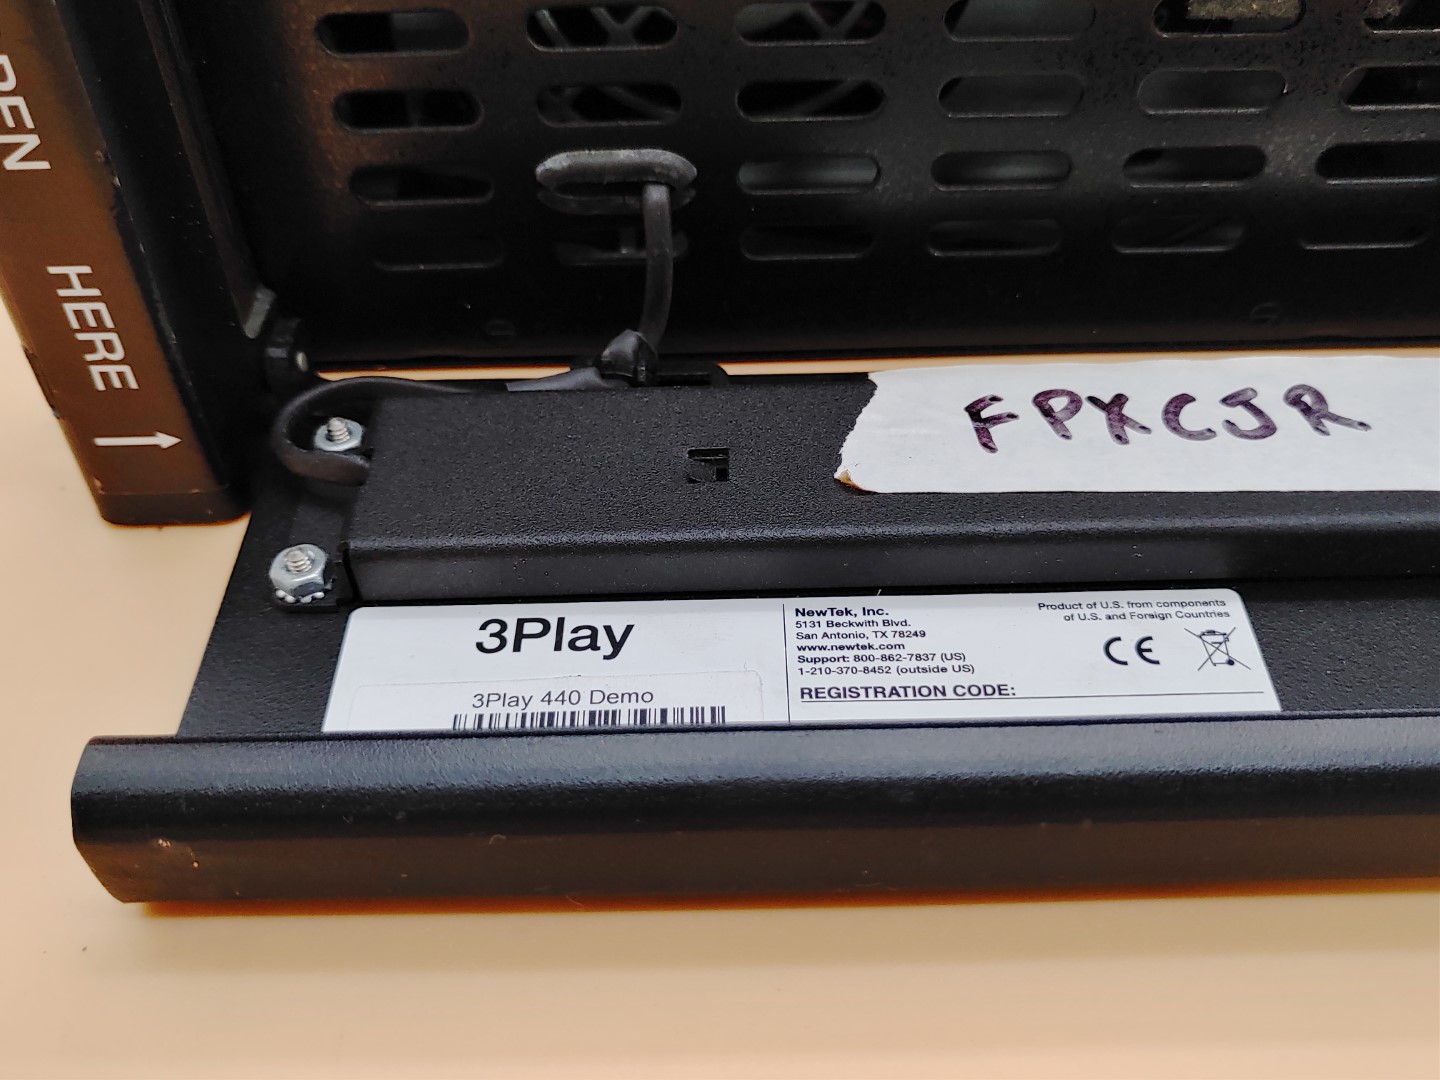 HERE
FPXCJR
3Play
3Play 440 Demo
NewTek, Inc.
5131 Beckwith Blvd.
San Antonio, TX 78249
www.newtek.com
Support: 800-862-7837 (US)
1-210-370-8452 (outside US)
REGISTRATION CODE:
Product of U.S. from components
of U.S. and Foreign Countries
CE